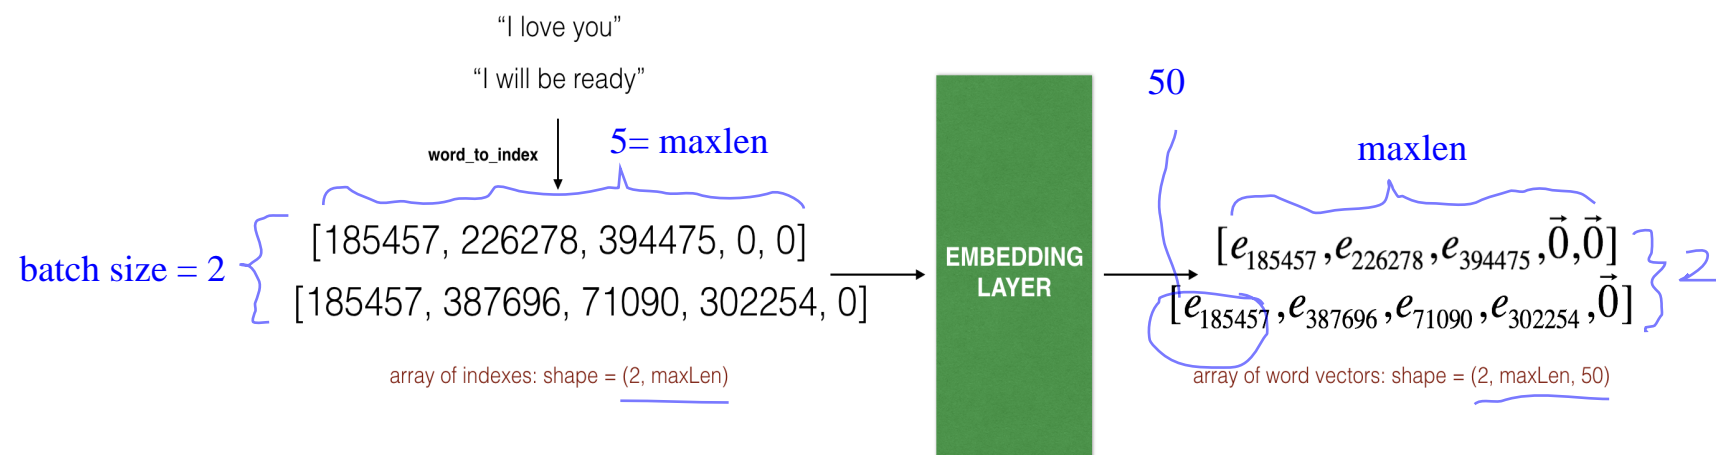 “I love you”
“I will be ready”
50
word_to_index
5= maxlen
maxlen
batch size = 2
[185457, 226278, 394475, 0, 0]
[185457, 387696, 71090, 302254, 0]
EMBEDDING
LAYER
[e185457 ,e226278 ,e394475 ,0⃗,0⃗]
[e185457 ,e387696 ,e71090 ,e302254 ,0⃗]
2
array of indexes: shape = (2, maxLen)
array of word vectors: shape = (2, maxLen, 50)